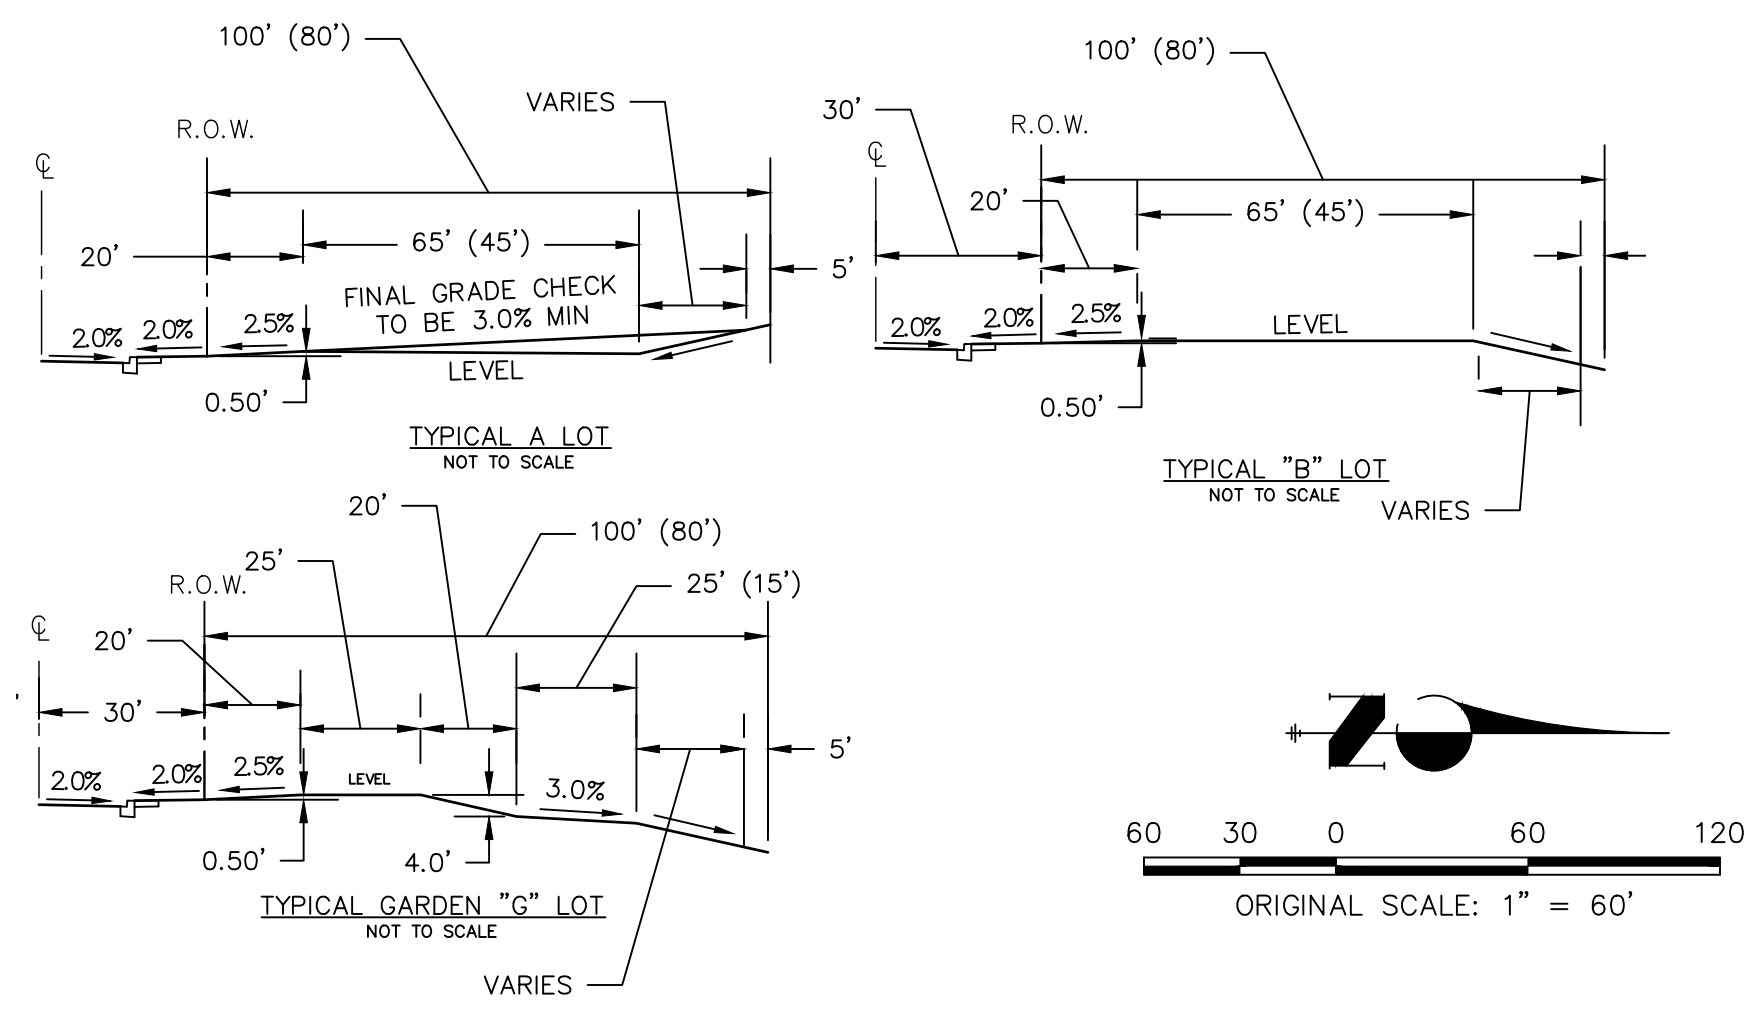 100' (80')
VARIES
R.O.W.
℄
20'
65' (45')
5'
FINAL GRADE CHECK
TO BE 3.0% MIN
2.0%
2.0%
2.5%
LEVEL
0.50'
TYPICAL A LOT
NOT TO SCALE
100' (80')
30'
R.O.W.
℄
20'
65' (45')
2.0%
2.0%
2.5%
LEVEL
0.50'
TYPICAL "B" LOT
NOT TO SCALE
VARIES
20'
100' (80')
25'
25' (15')
R.O.W.
℄
20'
30'
5'
2.0%
2.0%
2.5%
LEVEL
3.0%
0.50'
4.0'
TYPICAL GARDEN "G" LOT
NOT TO SCALE
VARIES
60 30 0 60 120
ORIGINAL SCALE: 1" = 60'